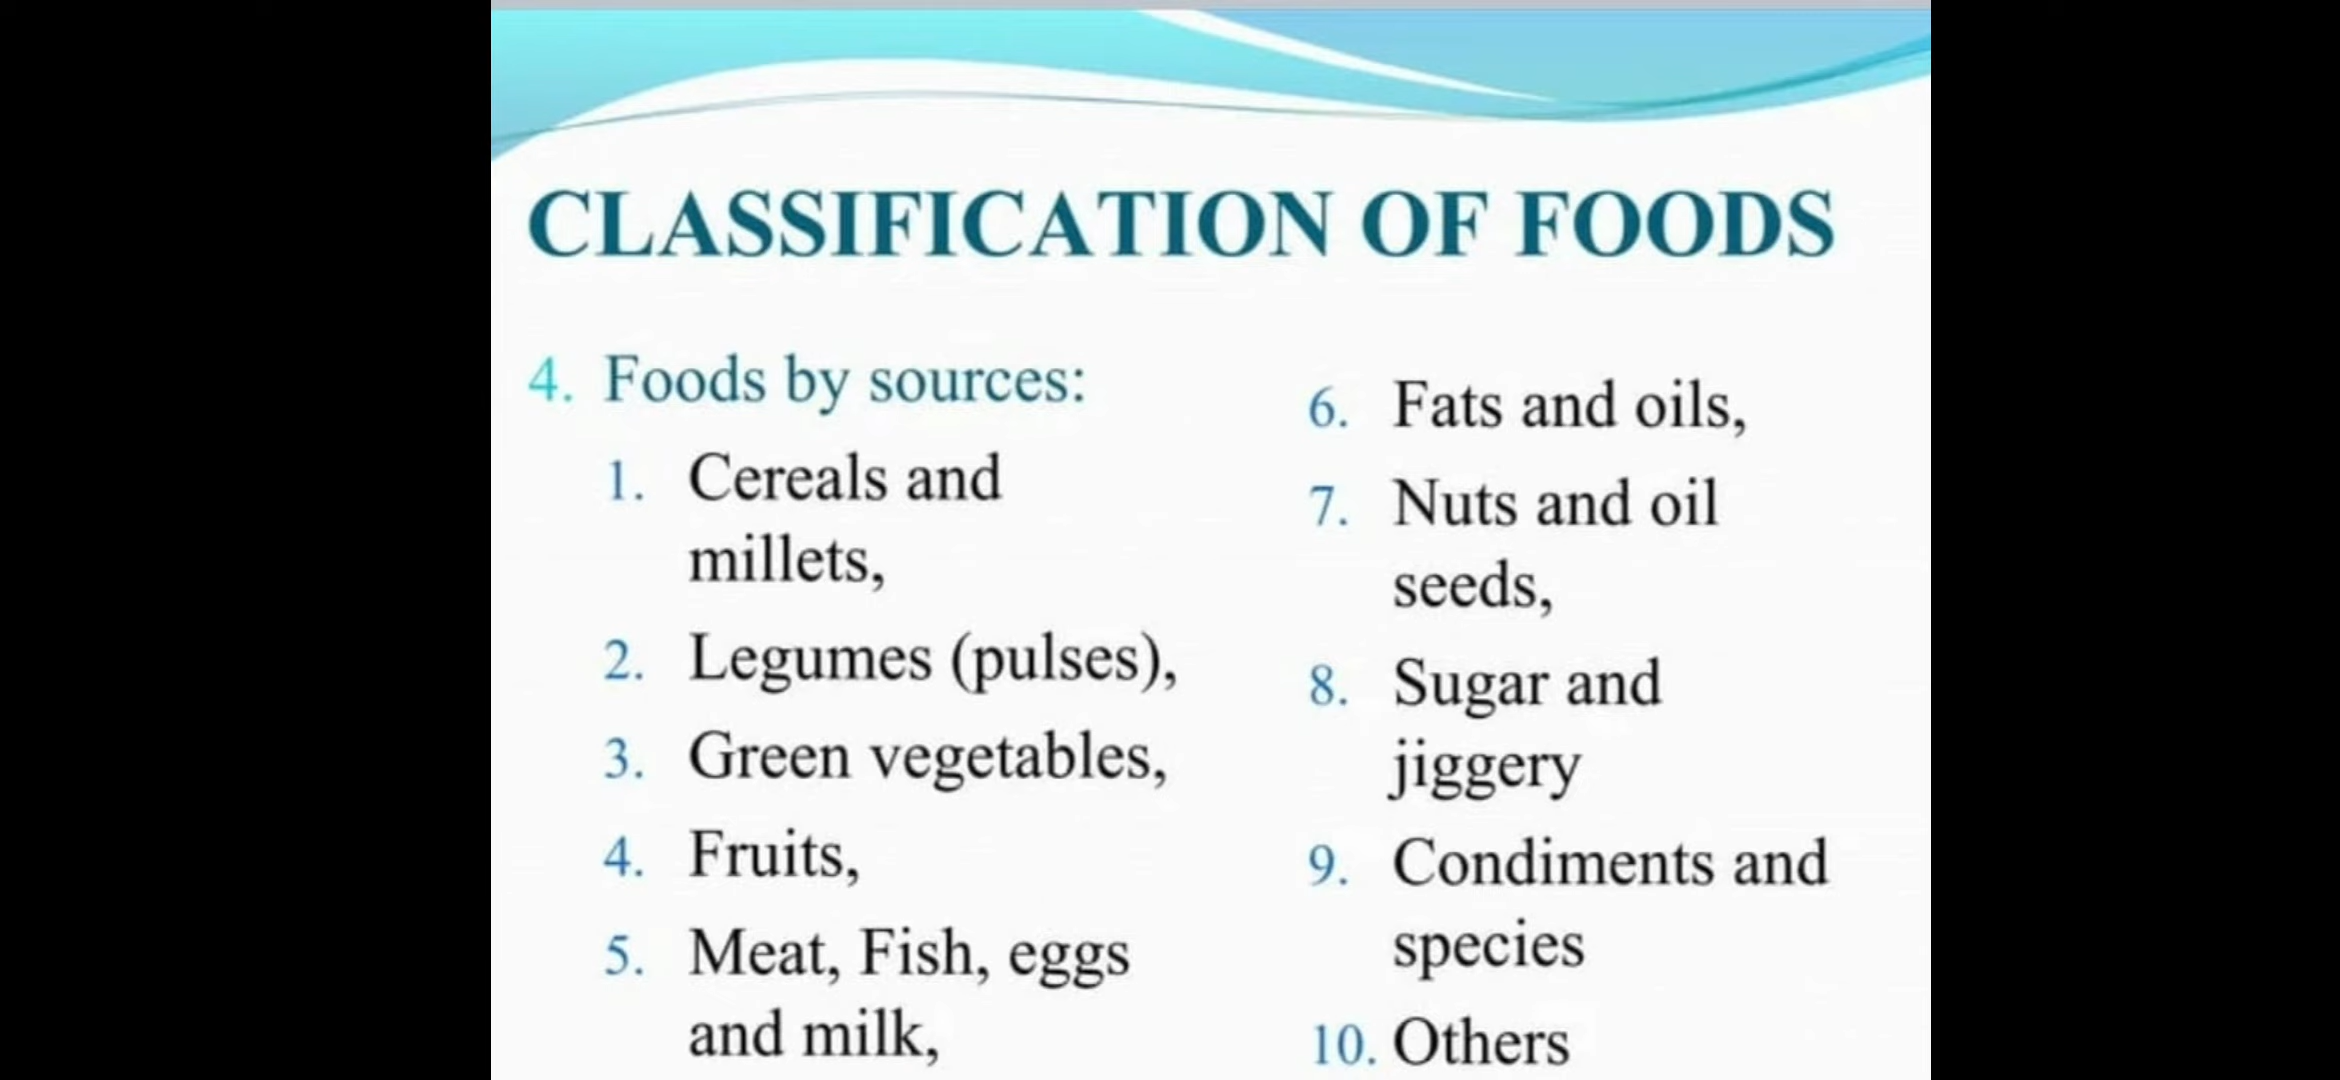 CLASSIFICATION OF FOODS
4. Foods by sources:
1. Cereals and
millets,
2. Legumes (pulses),
3. Green vegetables,
4. Fruits,
5. Meat, Fish, eggs
and milk,
6. Fats and oils,
7. Nuts and oil
seeds,
8. Sugar and
jiggery
9. Condiments and
species
10. Others